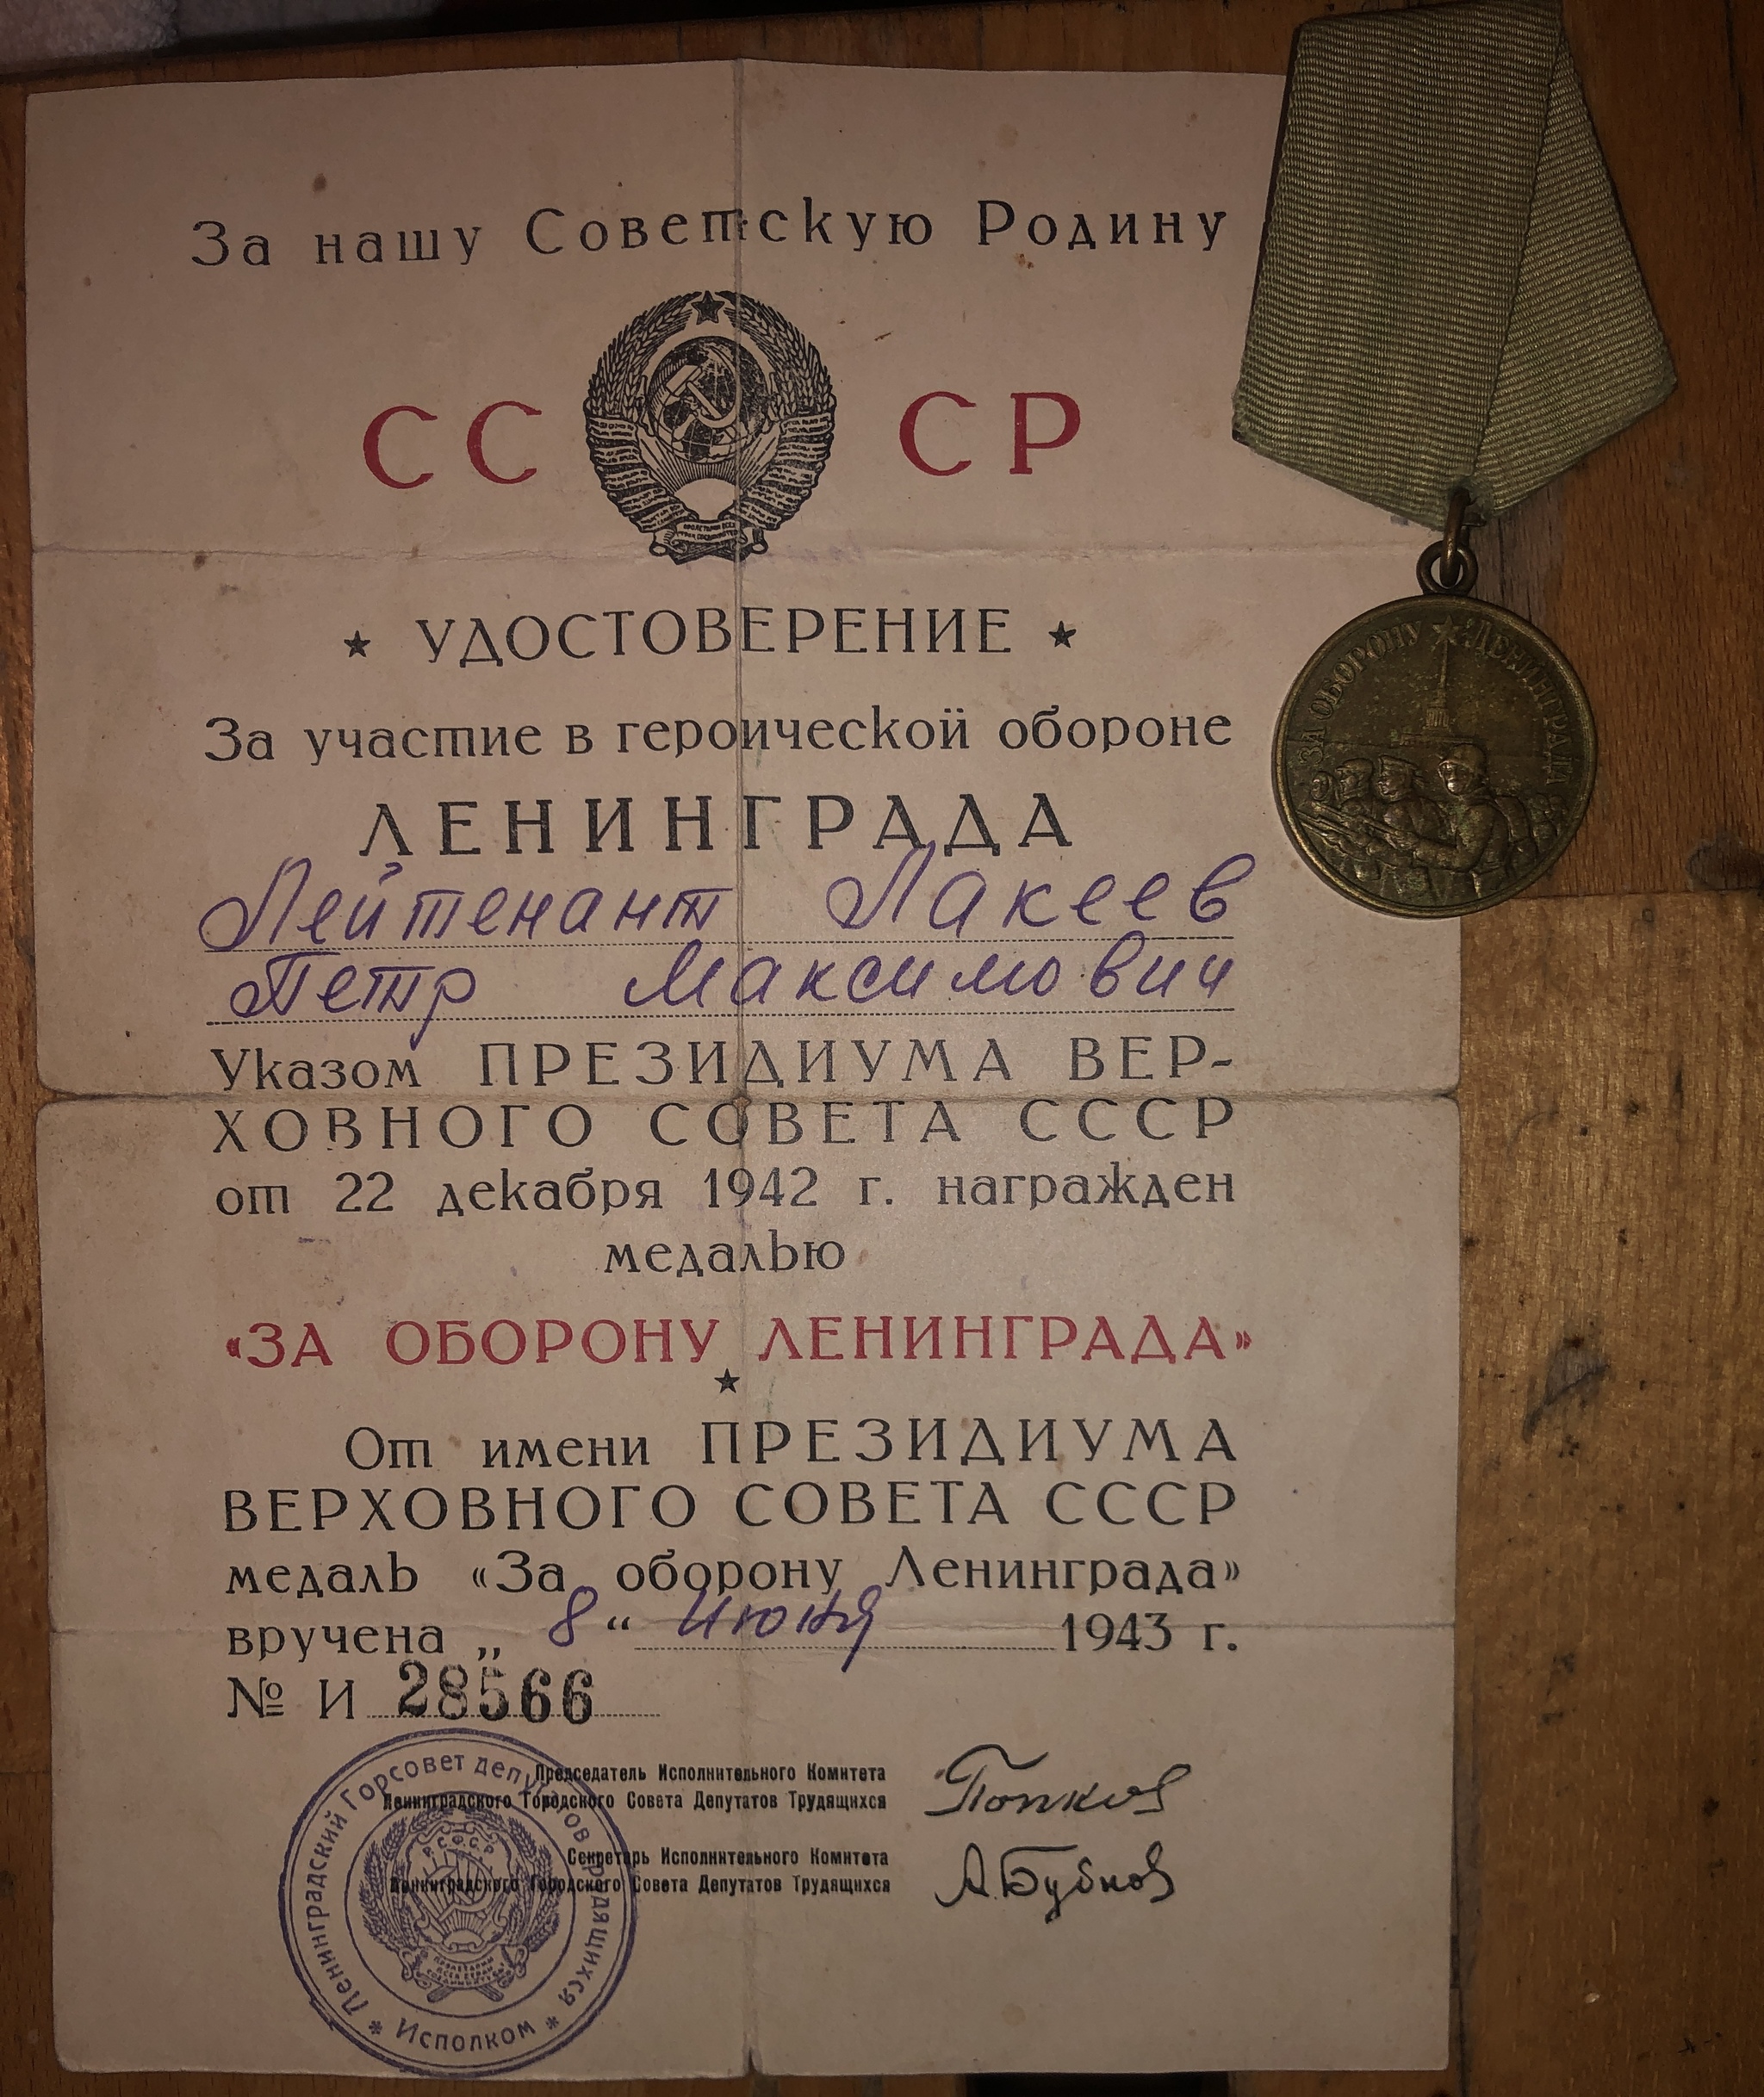 За нашу Советскую Родину
СС СР
★ УДОСТОВЕРЕНИЕ ★
За участие в героической обороне
ЛЕНИНГРАДА
Лейтенант Лакеев
Петр Максимович
Указом ПРЕЗИДИУМА ВЕР-
ХОВНОГО СОВЕТА СССР
от 22 декабря 1942 г. награжден
медалью
«ЗА ОБОРОНУ ЛЕНИНГРАДА»
★
От имени ПРЕЗИДИУМА
ВЕРХОВНОГО СОВЕТА СССР
медаль «За оборону Ленинграда»
вручена „ 8 “ июня 1943 г.
№ И 28566
Председатель Исполнительного Комитета
Ленинградского Городского Совета Депутатов Трудящихся
Попков
Секретарь Исполнительного Комитета
Ленинградского Городского Совета Депутатов Трудящихся
А. Бубнов
Ленинградский Горсовет депутатов трудящихся
* Исполком *
Р.С.Ф.С.Р.
ЗА ОБОРОНУ ★ ЛЕНИНГРАДА